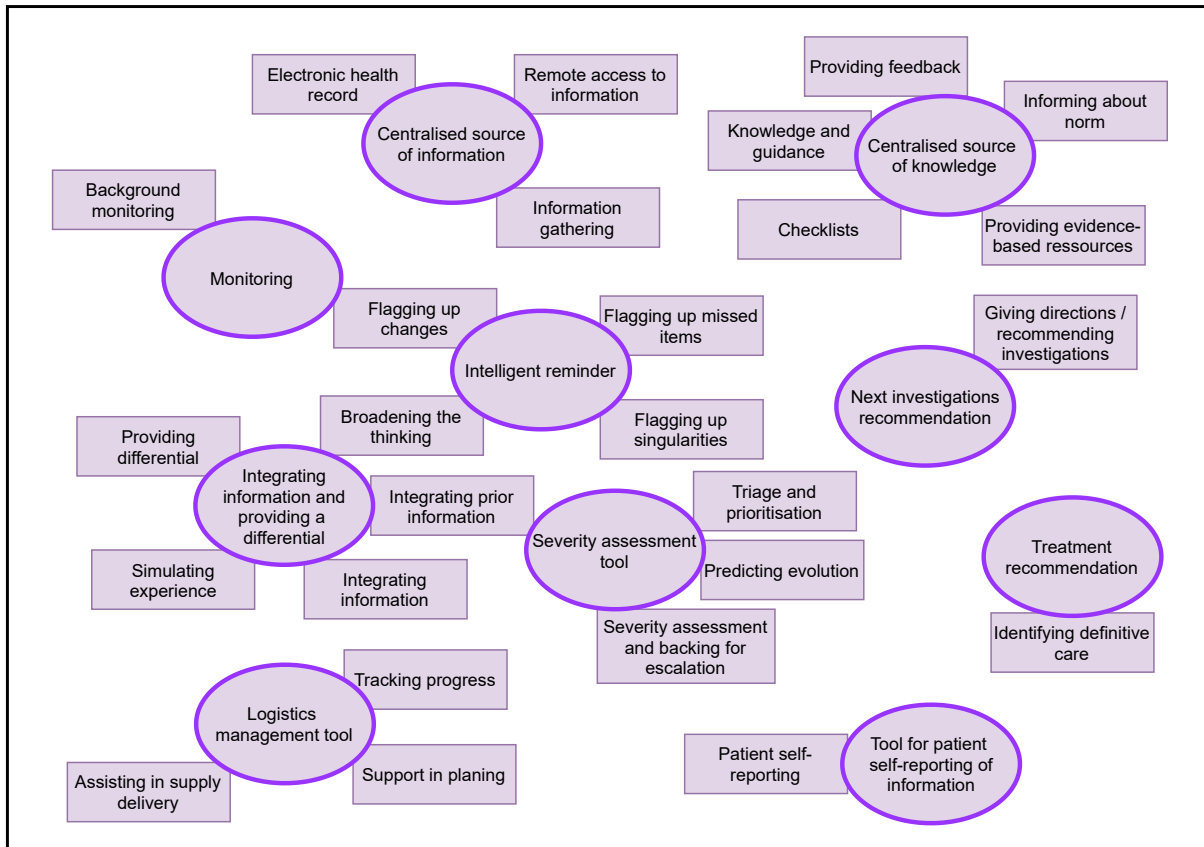 Electronic health
record
Remote access to
information
Centralised source
of information
Information
gathering
Providing feedback
Informing about
norm
Knowledge and
guidance
Centralised source
of knowledge
Checklists
Providing evidence-
based ressources
Background
monitoring
Monitoring
Flagging up
changes
Flagging up missed
items
Intelligent reminder
Broadening the
thinking
Flagging up
singularities
Giving directions /
recommending
investigations
Next investigations
recommendation
Providing
differential
Integrating
information and
providing a
differential
Integrating prior
information
Simulating
experience
Integrating
information
Triage and
prioritisation
Severity assessment
tool
Predicting evolution
Severity assessment
and backing for
escalation
Treatment
recommendation
Identifying definitive
care
Tracking progress
Logistics
management tool
Assisting in supply
delivery
Support in planing
Patient self-
reporting
Tool for patient
self-reporting of
information